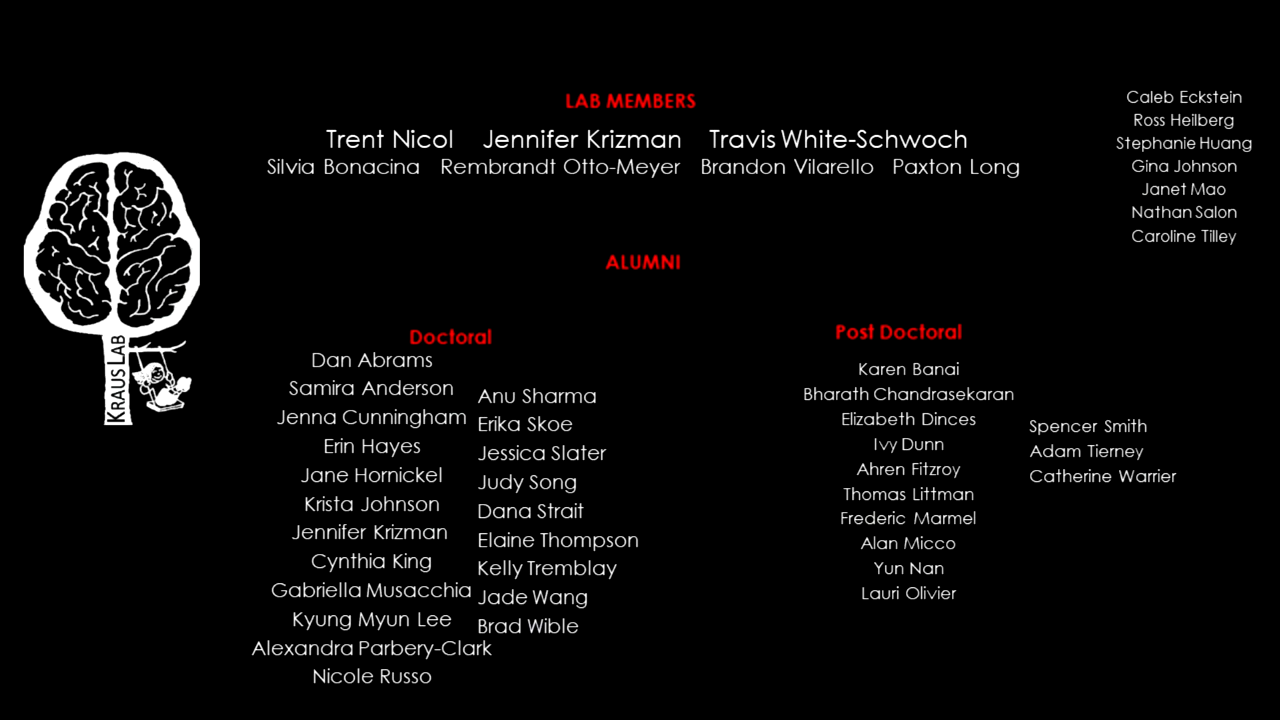 LAB MEMBERS
Trent Nicol Jennifer Krizman Travis White-Schwoch
Silvia Bonacina Rembrandt Otto-Meyer Brandon Vilarello Paxton Long
Caleb Eckstein
Ross Heilberg
Stephanie Huang
Gina Johnson
Janet Mao
Nathan Salon
Caroline Tilley
KRAUS LAB
ALUMNI
Doctoral
Dan Abrams
Samira Anderson
Jenna Cunningham
Erin Hayes
Jane Hornickel
Krista Johnson
Jennifer Krizman
Cynthia King
Gabriella Musacchia
Kyung Myun Lee
Alexandra Parbery-Clark
Nicole Russo
Anu Sharma
Erika Skoe
Jessica Slater
Judy Song
Dana Strait
Elaine Thompson
Kelly Tremblay
Jade Wang
Brad Wible
Post Doctoral
Karen Banai
Bharath Chandrasekaran
Elizabeth Dinces
Ivy Dunn
Ahren Fitzroy
Thomas Littman
Frederic Marmel
Alan Micco
Yun Nan
Lauri Olivier
Spencer Smith
Adam Tierney
Catherine Warrier